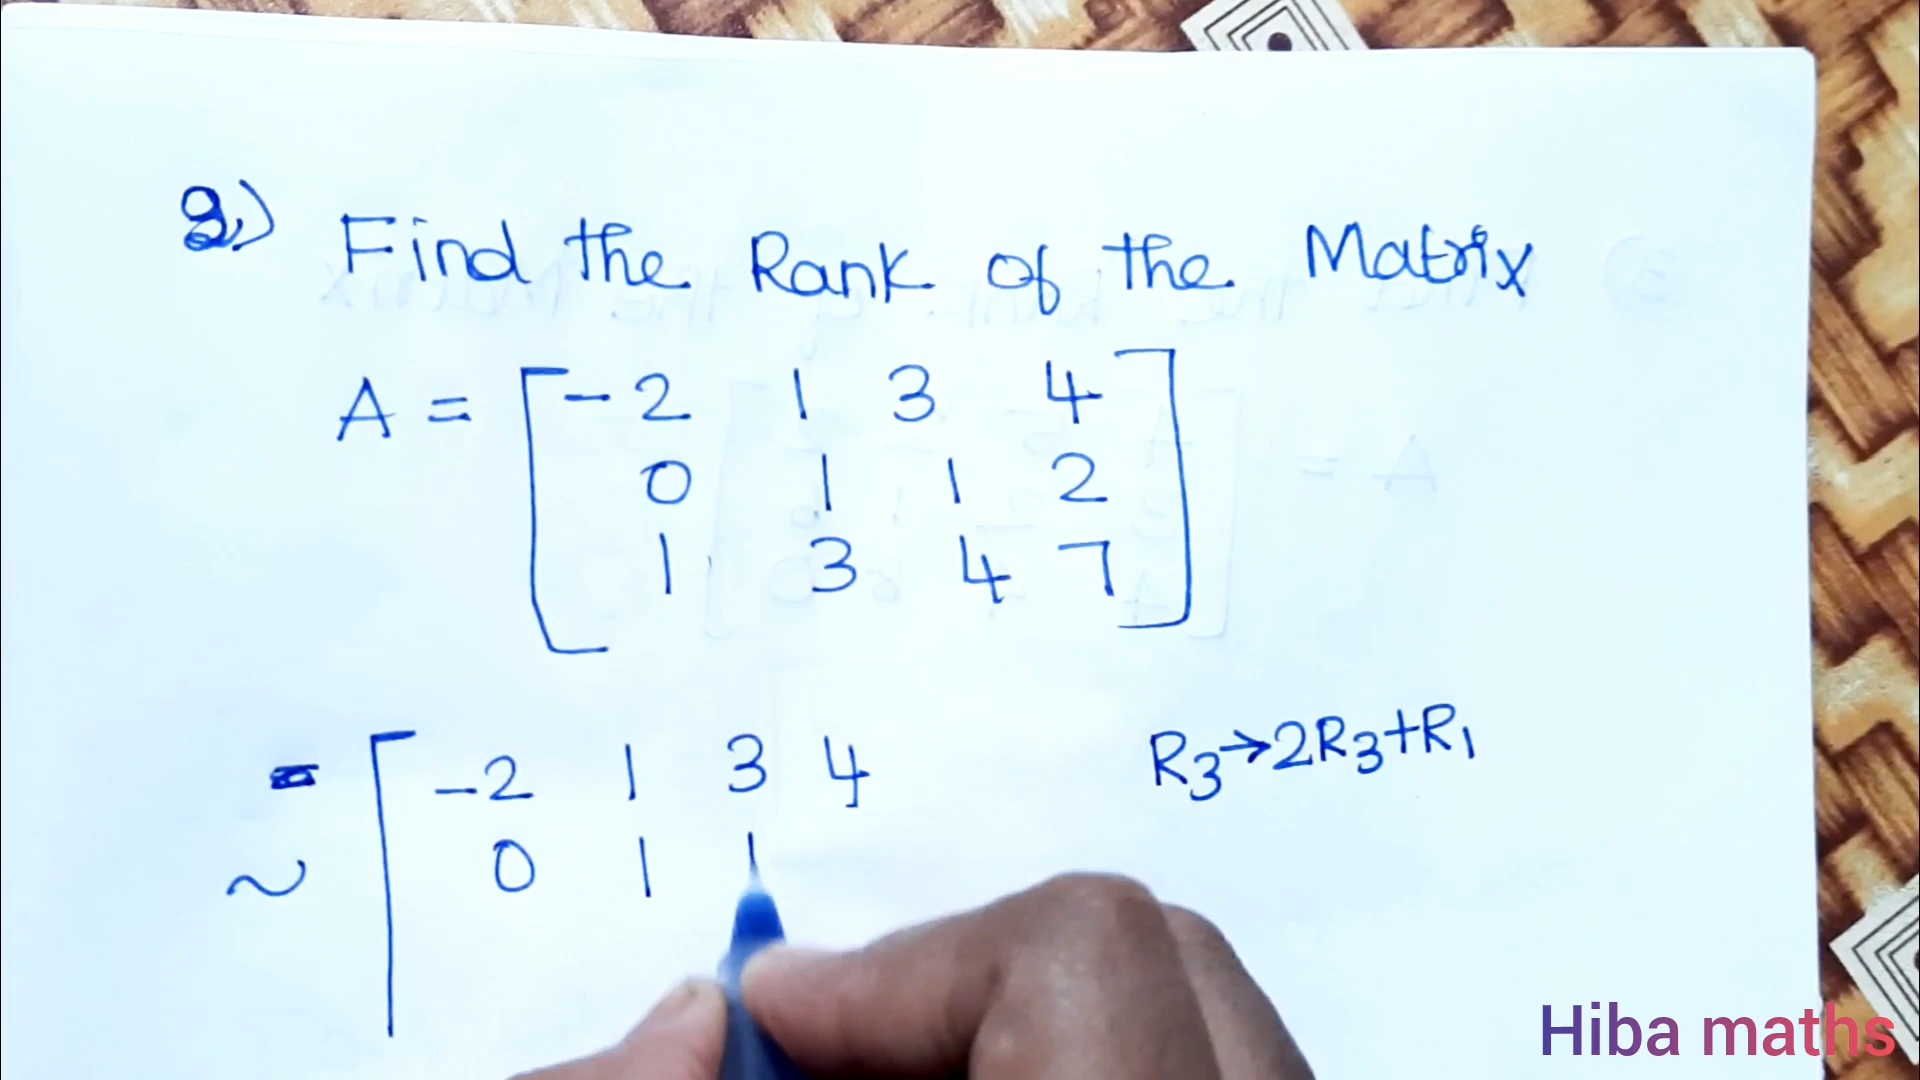 2.) Find the Rank of the Matrix
A = [ -2 1 3 4 ]
0 1 1 2
1 3 4 7
[ -2 1 3 4 R3→2R3+R1
~ 0 1 1
Hiba maths